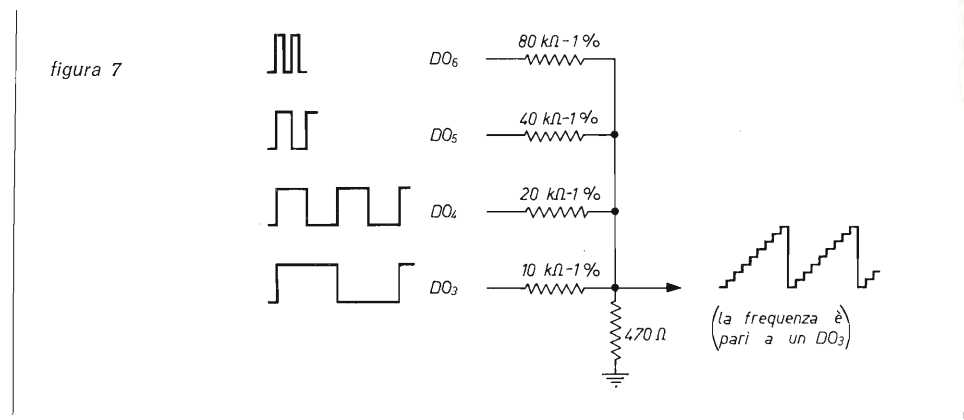 figura 7
DO₆
80 kΩ-1%
DO₅
40 kΩ-1%
DO₄
20 kΩ-1%
DO₃
10 kΩ-1%
470 Ω
(la frequenza è
pari a un DO₃)